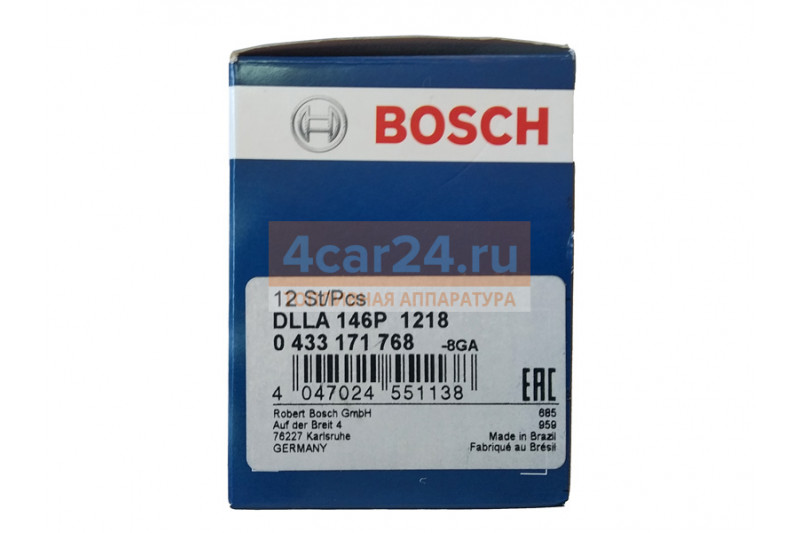 BOSCH
4car24.ru
12 St/Pcs
ТОПЛИВНАЯ АППАРАТУРА
DLLA 146P 1218
0 433 171 768 -8GA
4 047024 551138
EAC
Robert Bosch GmbH 685
Auf der Breit 4 959
76227 Karlsruhe Made in Brazil
GERMANY Fabriqué au Brésil